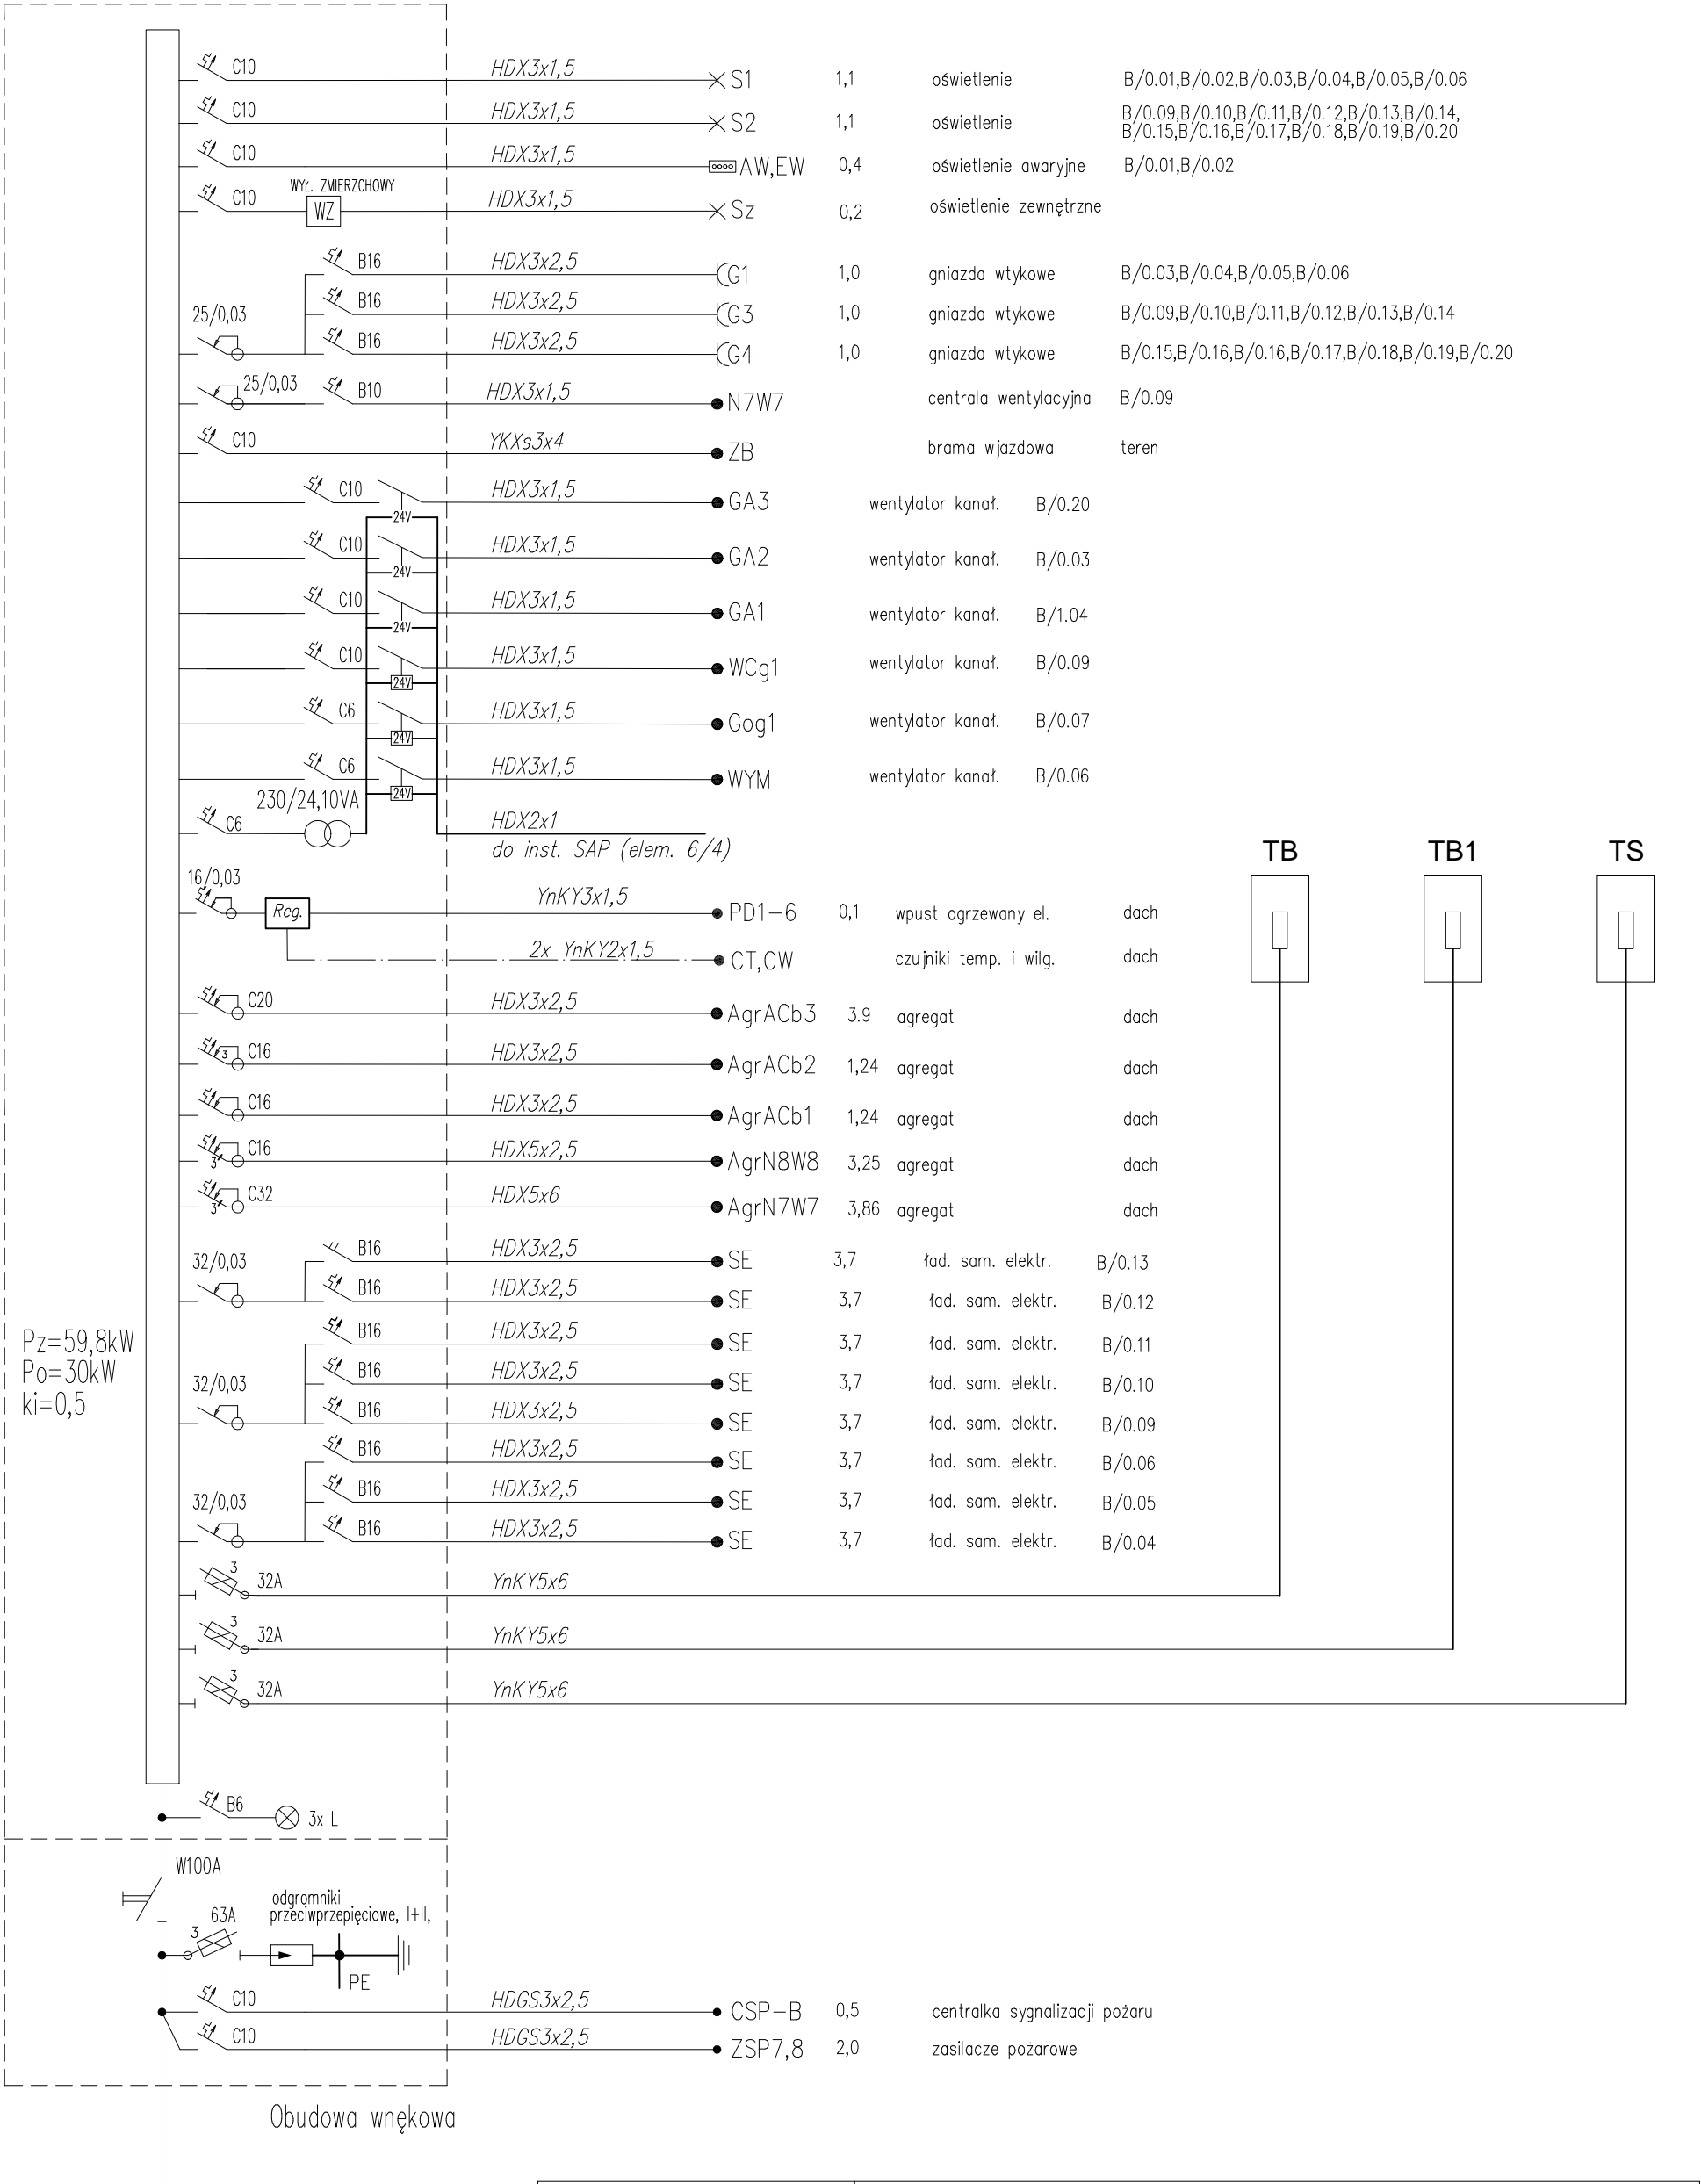 C10 HDX3x1,5 S1 1,1 oświetlenie B/0.01,B/0.02,B/0.03,B/0.04,B/0.05,B/0.06
C10 HDX3x1,5 S2 1,1 oświetlenie B/0.09,B/0.10,B/0.11,B/0.12,B/0.13,B/0.14,
B/0.15,B/0.16,B/0.17,B/0.18,B/0.19,B/0.20
C10 HDX3x1,5 AW,EW 0,4 oświetlenie awaryjne B/0.01,B/0.02
WYŁ. ZMIERZCHOWY
C10 WZ HDX3x1,5 Sz 0,2 oświetlenie zewnętrzne
B16 HDX3x2,5 G1 1,0 gniazda wtykowe B/0.03,B/0.04,B/0.05,B/0.06
25/0,03 B16 HDX3x2,5 G3 1,0 gniazda wtykowe B/0.09,B/0.10,B/0.11,B/0.12,B/0.13,B/0.14
B16 HDX3x2,5 G4 1,0 gniazda wtykowe B/0.15,B/0.16,B/0.16,B/0.17,B/0.18,B/0.19,B/0.20
25/0,03 B10 HDX3x1,5 N7W7 centrala wentylacyjna B/0.09
C10 YKXs3x4 ZB brama wjazdowa teren
C10 HDX3x1,5 GA3 wentylator kanał. B/0.20
24V
C10 HDX3x1,5 GA2 wentylator kanał. B/0.03
24V
C10 HDX3x1,5 GA1 wentylator kanał. B/1.04
24V
C10 HDX3x1,5 WCg1 wentylator kanał. B/0.09
24V
C6 HDX3x1,5 Gog1 wentylator kanał. B/0.07
24V
C6 HDX3x1,5 WYM wentylator kanał. B/0.06
230/24,10VA 24V
C6 HDX2x1
do inst. SAP (elem. 6/4)
TB TB1 TS
16/0,03 Reg. YnKY3x1,5 PD1-6 0,1 wpust ogrzewany el. dach
2x YnKY2x1,5 CT,CW czujniki temp. i wilg. dach
C20 HDX3x2,5 AgrACb3 3.9 agregat dach
3 C16 HDX3x2,5 AgrACb2 1,24 agregat dach
C16 HDX3x2,5 AgrACb1 1,24 agregat dach
3 C16 HDX5x2,5 AgrN8W8 3,25 agregat dach
3 C32 HDX5x6 AgrN7W7 3,86 agregat dach
B16 HDX3x2,5 SE 3,7 ład. sam. elektr. B/0.13
32/0,03 B16 HDX3x2,5 SE 3,7 ład. sam. elektr. B/0.12
B16 HDX3x2,5 SE 3,7 ład. sam. elektr. B/0.11
B16 HDX3x2,5 SE 3,7 ład. sam. elektr. B/0.10
32/0,03 B16 HDX3x2,5 SE 3,7 ład. sam. elektr. B/0.09
B16 HDX3x2,5 SE 3,7 ład. sam. elektr. B/0.06
B16 HDX3x2,5 SE 3,7 ład. sam. elektr. B/0.05
32/0,03 B16 HDX3x2,5 SE 3,7 ład. sam. elektr. B/0.04
Pz=59,8kW
Po=30kW
ki=0,5
3 32A YnKY5x6
3 32A YnKY5x6
3 32A YnKY5x6
B6 3x L
W100A
3 63A
odgromniki
przeciwprzepięciowe, I+II,
PE
C10 HDGS3x2,5 CSP-B 0,5 centralka sygnalizacji pożaru
C10 HDGS3x2,5 ZSP7,8 2,0 zasilacze pożarowe
Obudowa wnękowa